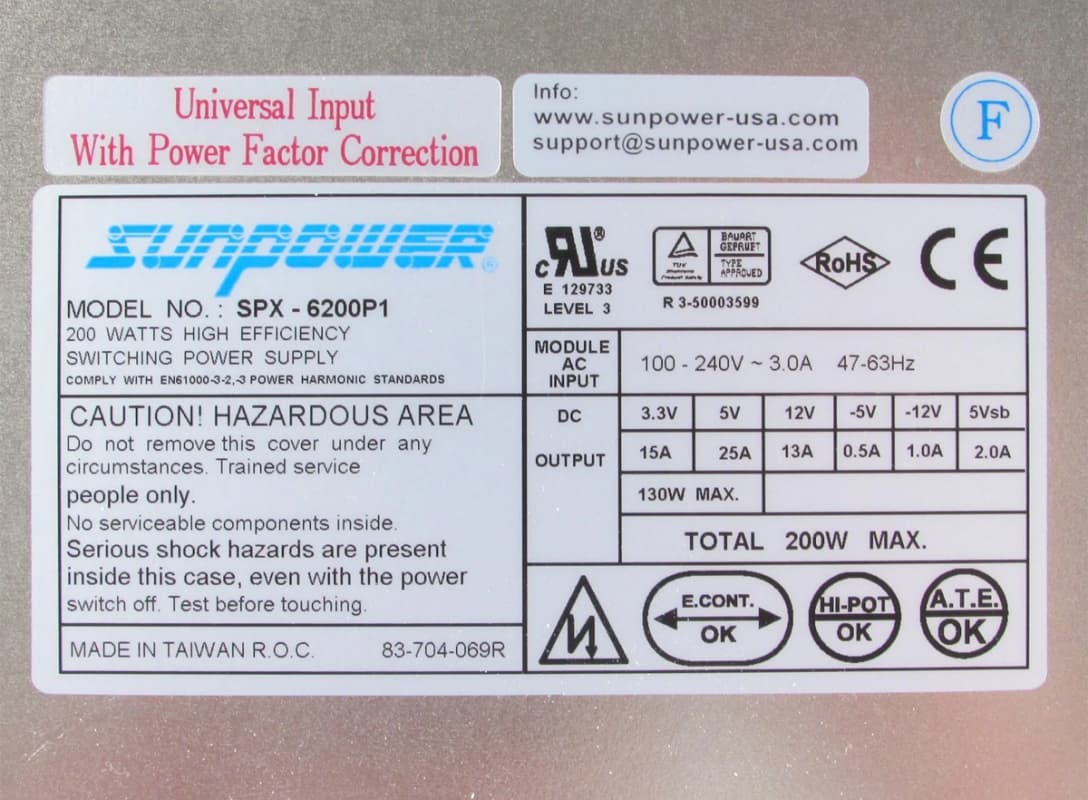 Universal Input
With Power Factor Correction
Info:
www.sunpower-usa.com
support@sunpower-usa.com
F
SUNPOWER®
MODEL NO. : SPX - 6200P1
200 WATTS HIGH EFFICIENCY
SWITCHING POWER SUPPLY
COMPLY WITH EN61000-3-2,-3 POWER HARMONIC STANDARDS
CAUTION! HAZARDOUS AREA
Do not remove this cover under any
circumstances. Trained service
people only.
No serviceable components inside.
Serious shock hazards are present
inside this case, even with the power
switch off. Test before touching.
MADE IN TAIWAN R.O.C. 83-704-069R
c RU ® US
E 129733
LEVEL 3
TUV
Product Safety
BAUART
GEPRUFT
TYPE
APPROVED
R 3-50003599
RoHS
CE
MODULE
AC
INPUT
100 - 240V ~ 3.0A 47-63Hz
DC
OUTPUT
3.3V 5V 12V -5V -12V 5Vsb
15A 25A 13A 0.5A 1.0A 2.0A
130W MAX.
TOTAL 200W MAX.
E.CONT.
OK
HI-POT
OK
A.T.E.
OK